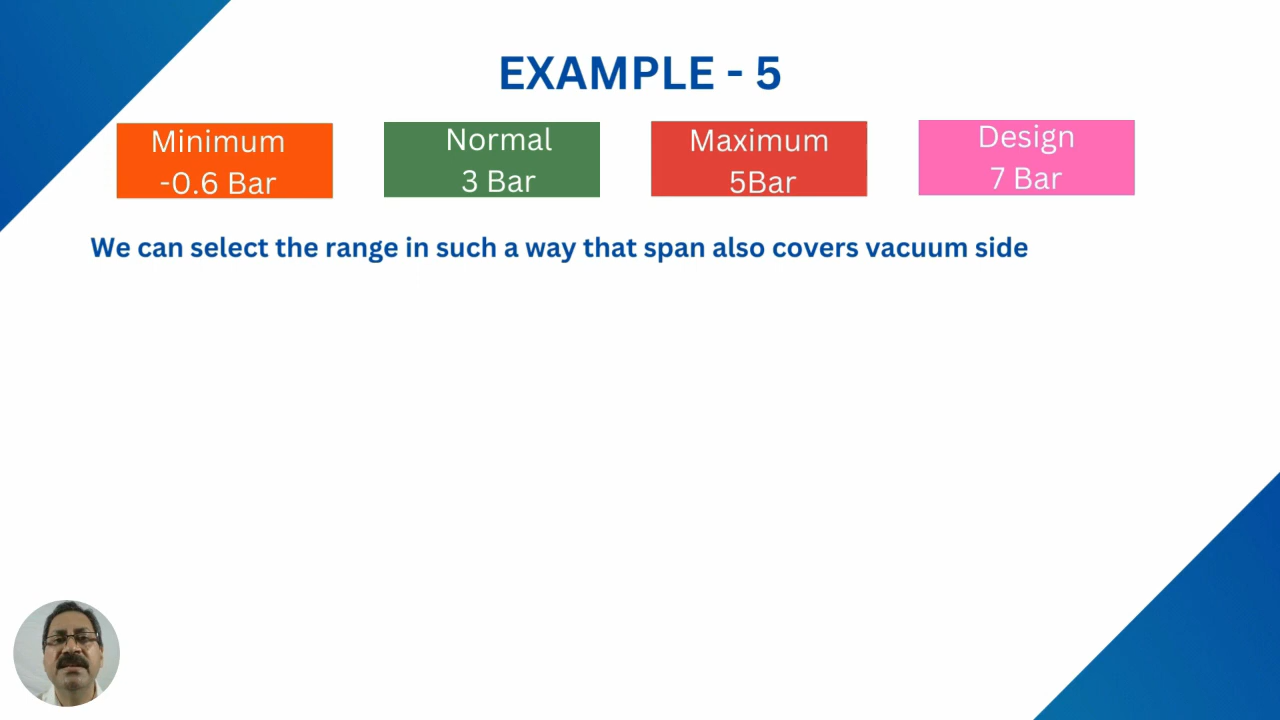 EXAMPLE - 5
Minimum
-0.6 Bar
Normal
3 Bar
Maximum
5Bar
Design
7 Bar
We can select the range in such a way that span also covers vacuum side